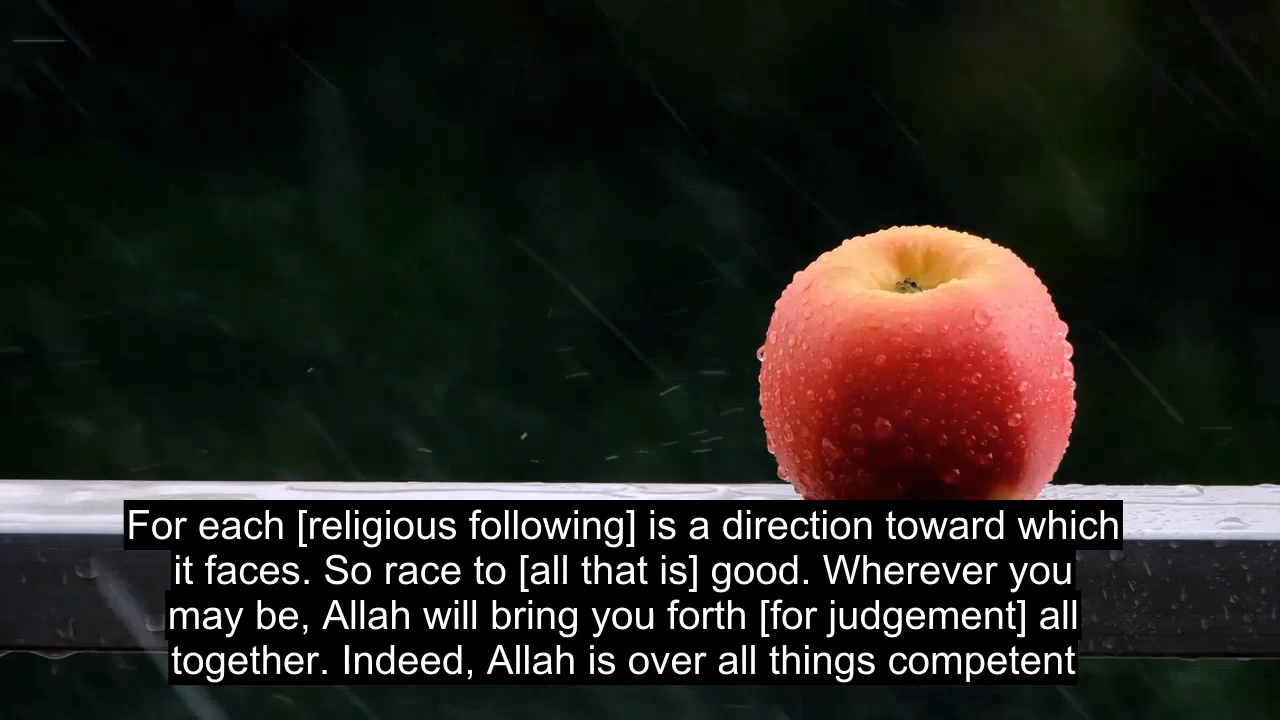 For each [religious following] is a direction toward which
it faces. So race to [all that is] good. Wherever you
may be, Allah will bring you forth [for judgement] all
together. Indeed, Allah is over all things competent